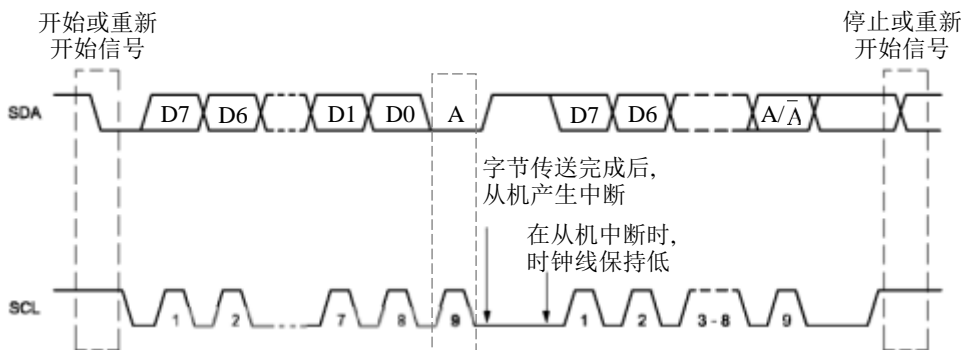 开始或重新
开始信号
停止或重新
开始信号
SDA
D7 D6 D1 D0 A D7 D6 A/A̅
字节传送完成后,
从机产生中断
在从机中断时,
时钟线保持低
SCL
1 2 7 8 9 1 2 3-8 9